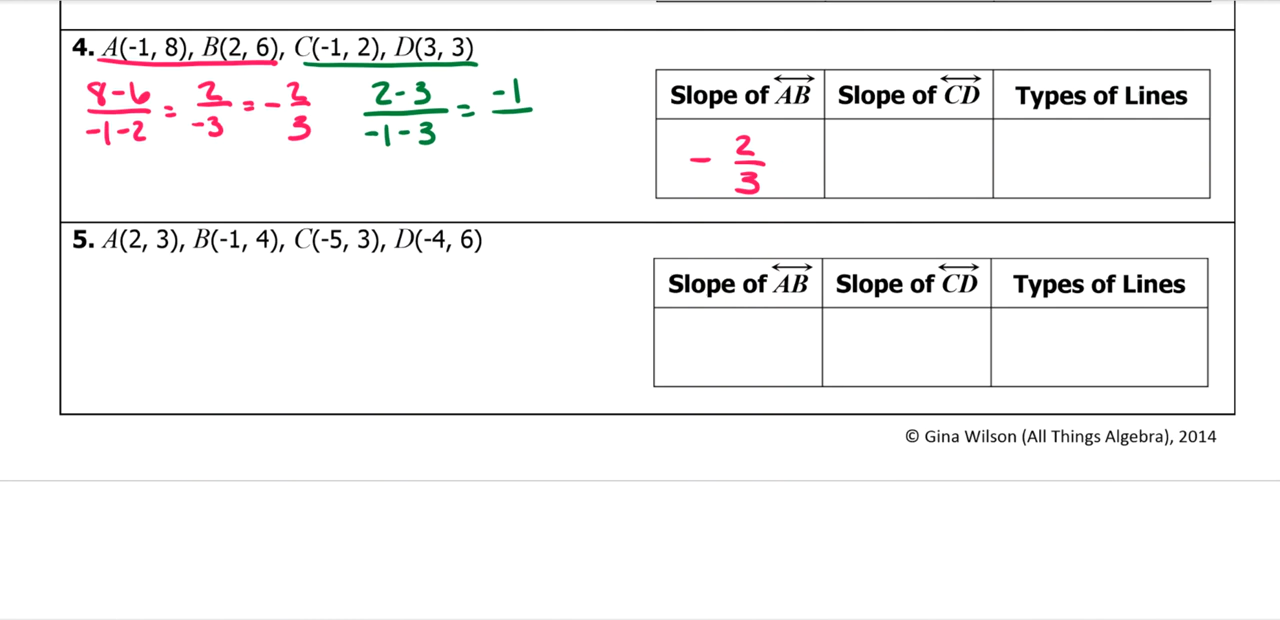 4. A(-1, 8), B(2, 6), C(-1, 2), D(3, 3)
8-6/-1-2 = 2/-3 = -2/3 2-3/-1-3 = -1/
Slope of AB Slope of CD Types of Lines
- 2/3
5. A(2, 3), B(-1, 4), C(-5, 3), D(-4, 6)
Slope of AB Slope of CD Types of Lines
© Gina Wilson (All Things Algebra), 2014